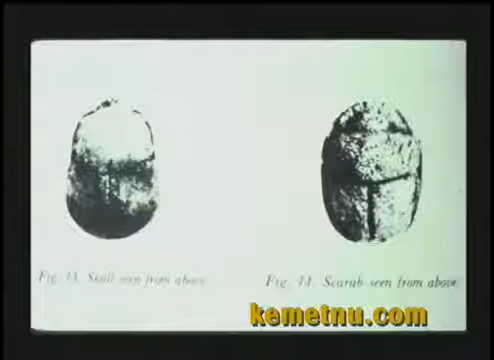 Fig. 13. Skull seen from above
Fig. 14. Scarab seen from above
kemetnu.com